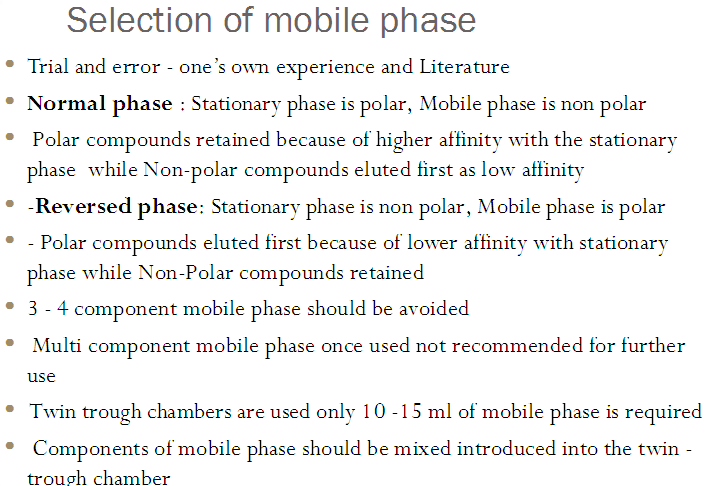 Selection of mobile phase
• Trial and error - one's own experience and Literature
• Normal phase : Stationary phase is polar, Mobile phase is non polar
• Polar compounds retained because of higher affinity with the stationary
phase while Non-polar compounds eluted first as low affinity
• -Reversed phase: Stationary phase is non polar, Mobile phase is polar
• - Polar compounds eluted first because of lower affinity with stationary
phase while Non-Polar compounds retained
• 3 - 4 component mobile phase should be avoided
• Multi component mobile phase once used not recommended for further
use
• Twin trough chambers are used only 10 -15 ml of mobile phase is required
• Components of mobile phase should be mixed introduced into the twin -
trough chamber